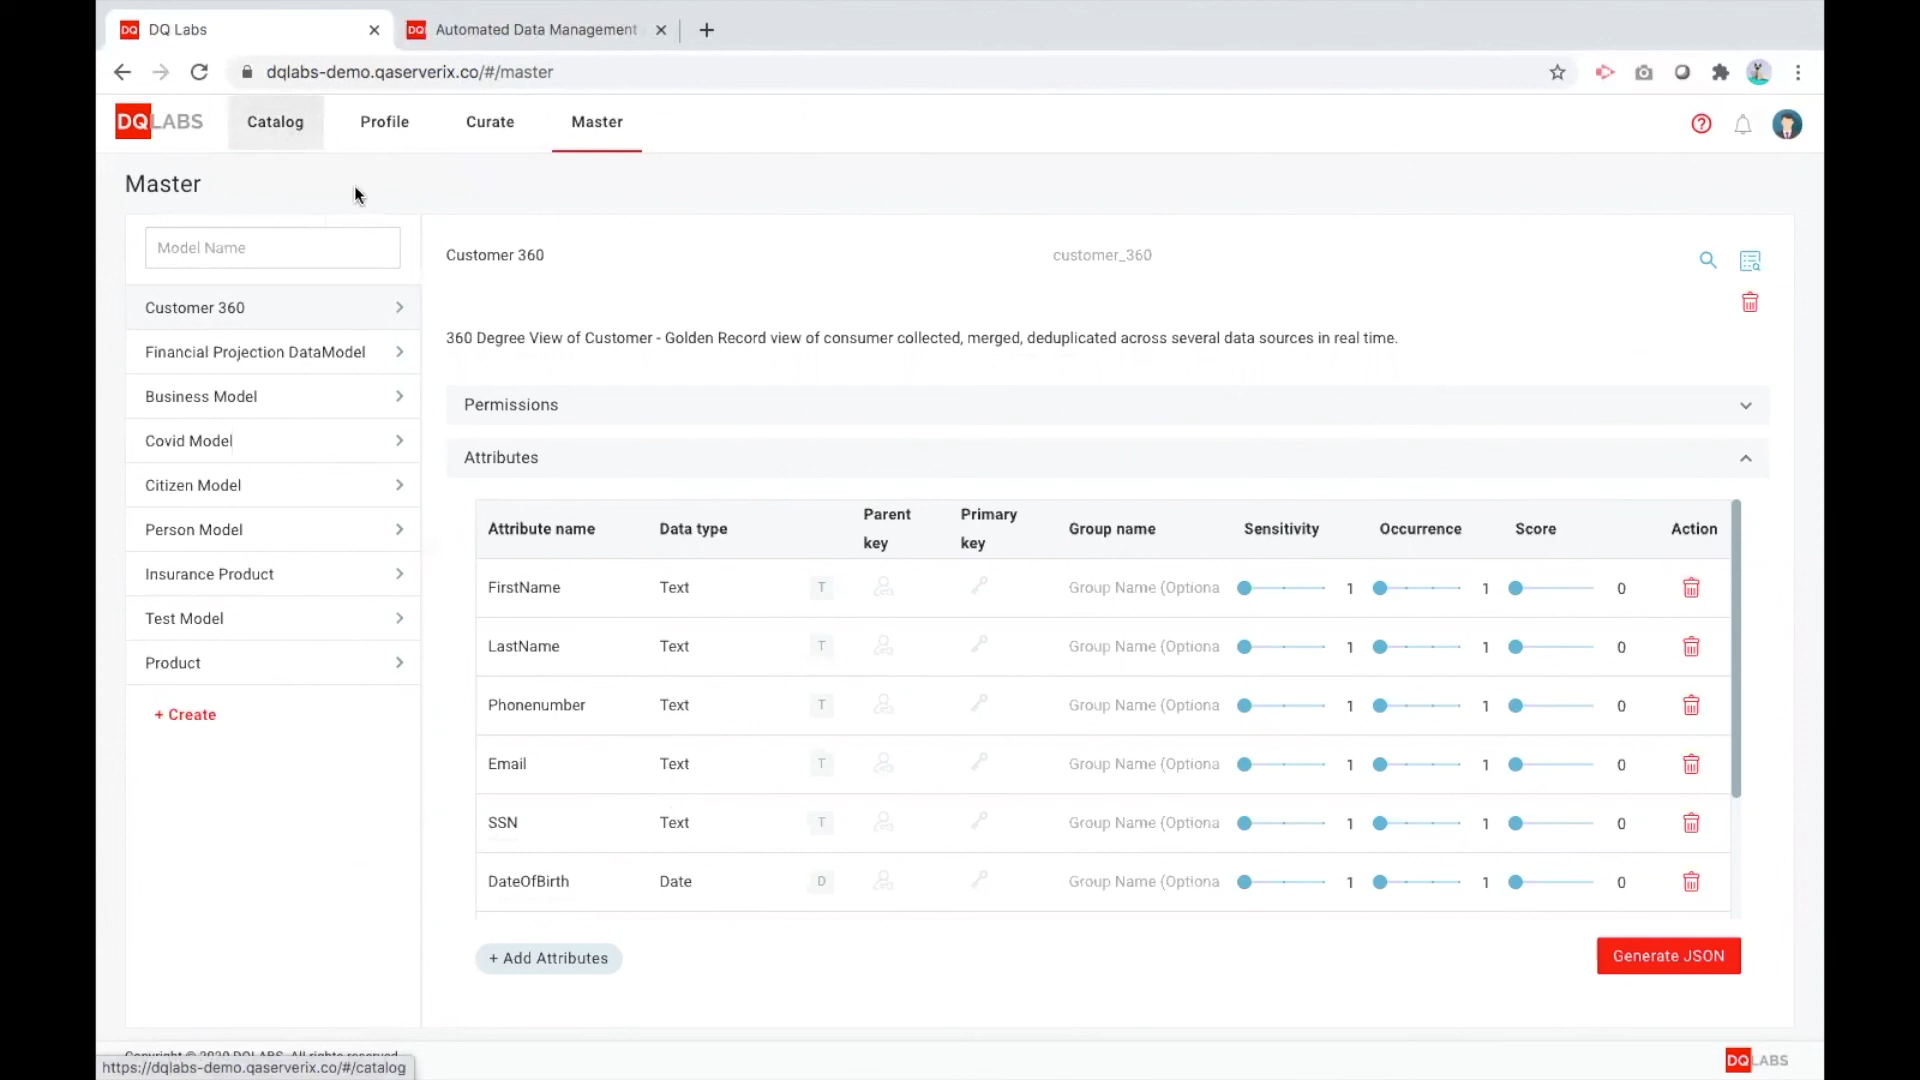 DQ Labs
Automated Data Management
dqlabs-demo.qaserverix.co/#/master
DQLABS
Catalog
Profile
Curate
Master
Master
Model Name
Customer 360
Financial Projection DataModel
Business Model
Covid Model
Citizen Model
Person Model
Insurance Product
Test Model
Product
+ Create
Customer 360
customer_360
360 Degree View of Customer - Golden Record view of consumer collected, merged, deduplicated across several data sources in real time.
Permissions
Attributes
Attribute name Data type Parent key Primary key Group name Sensitivity Occurrence Score Action
FirstName Text T Group Name (Optiona 1 1 0
LastName Text T Group Name (Optiona 1 1 0
Phonenumber Text T Group Name (Optiona 1 1 0
Email Text T Group Name (Optiona 1 1 0
SSN Text T Group Name (Optiona 1 1 0
DateOfBirth Date D Group Name (Optiona 1 1 0
+ Add Attributes
Generate JSON
Copyright © 2020 DQLABS. All rights reserved
https://dqlabs-demo.qaserverix.co/#/catalog
DQLABS